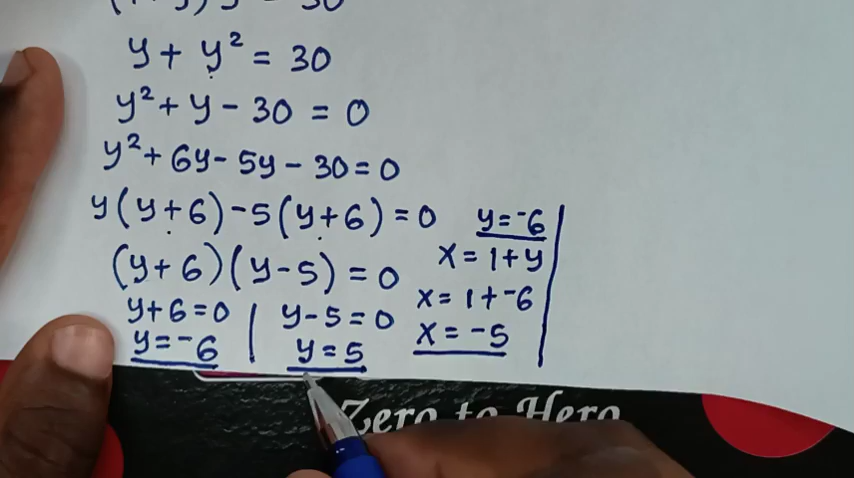 y + y² = 30
y² + y - 30 = 0
y² + 6y - 5y - 30 = 0
y(y + 6) - 5(y + 6) = 0
(y + 6)(y - 5) = 0
y + 6 = 0 | y - 5 = 0
y = -6 | y = 5
y = -6
x = 1 + y
x = 1 + -6
x = -5
Zero to Hero